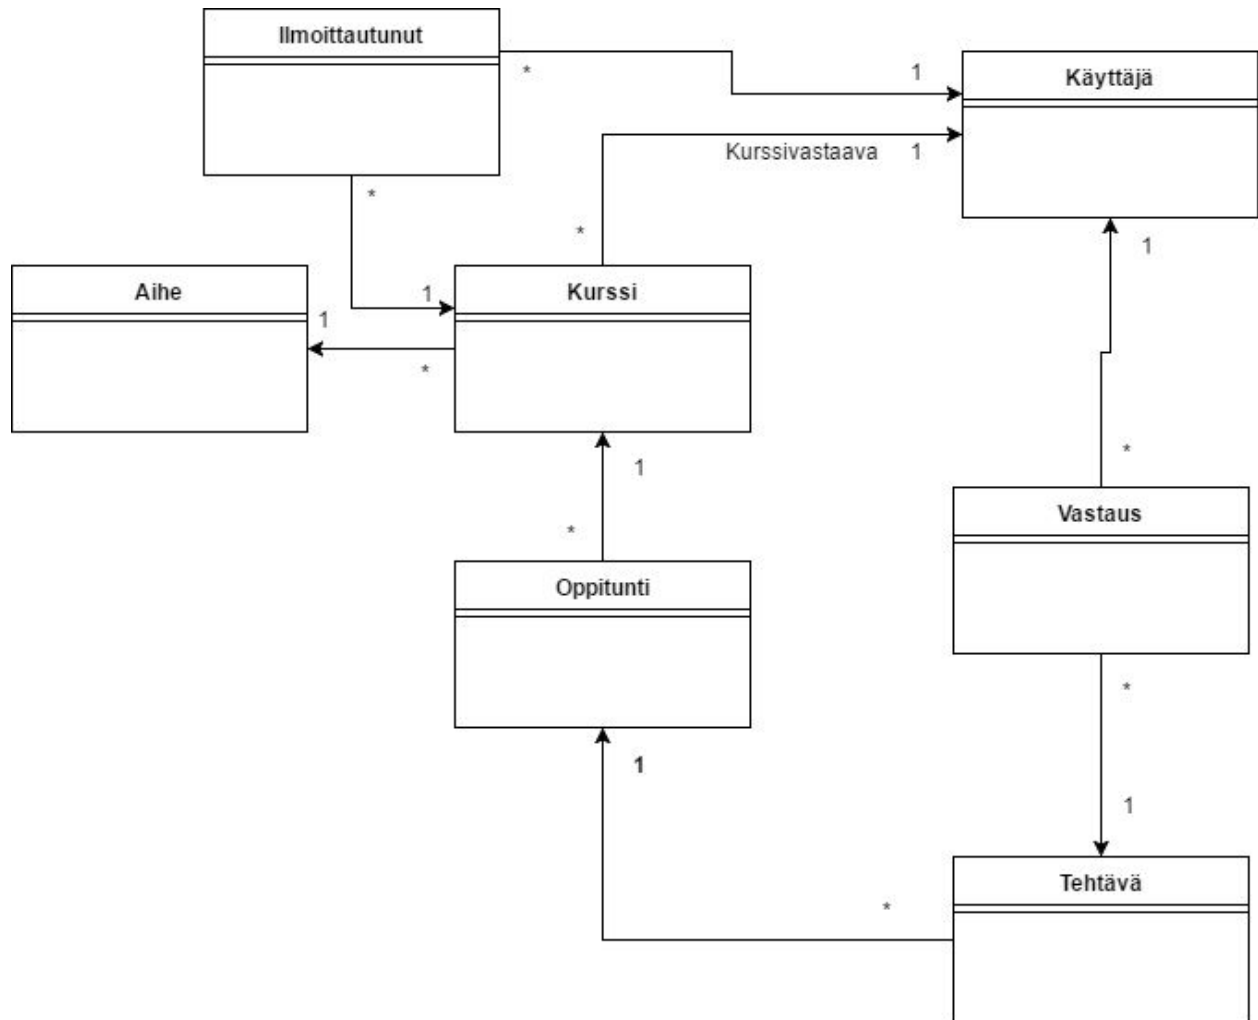 Ilmoittautunut
*
1
Käyttäjä
Kurssivastaava
1
*
*
1
Aihe
1
Kurssi
*
1
*
1
*
Vastaus
Oppitunti
*
1
1
Tehtävä
*